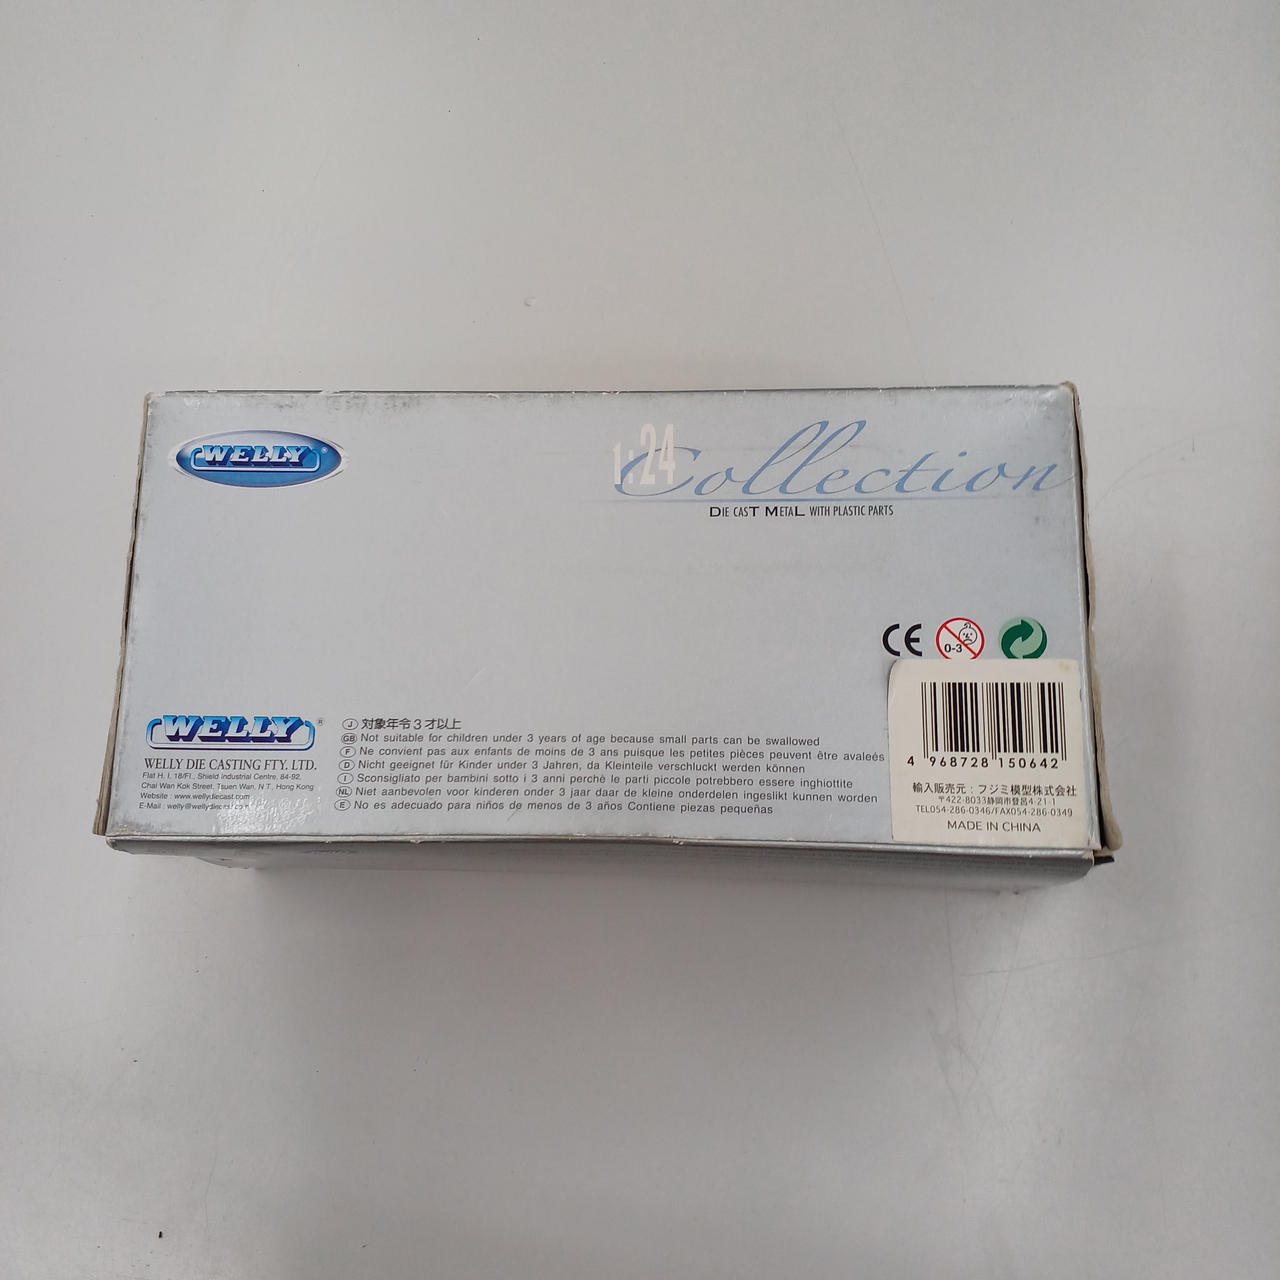 WELLY ®
1:24 Collection
DIE CAST METAL WITH PLASTIC PARTS
CE 0-3
WELLY ®
WELLY DIE CASTING FTY. LTD.
Flat H. I, 18/Fl., Shield Industrial Centre, 84-92,
Chai Wan Kok Street, Tsuen Wan, N.T, Hong Kong
Website : www.wellydiecast.com
E-Mail : welly@wellydiecast.com
J 対象年令3才以上
GB Not suitable for children under 3 years of age because small parts can be swallowed
F Ne convient pas aux enfants de moins de 3 ans puisque les petites pièces peuvent être avaleés
D Nicht geeignet für Kinder under 3 Jahren, da Kleinteile verschluckt werden können
I Sconsigliato per bambini sotto i 3 anni perchè le parti piccole potrebbero essere inghiottite
NL Niet aanbevolen voor kinderen onder 3 jaar daar de kleine onderdelen ingeslikt kunnen worden
E No es adecuado para niños de menos de 3 años Contiene piezas pequeñas
4 968728 150642
輸入販売元:フジミ模型株式会社
〒422-8033静岡市登呂4-21-1
TEL054-286-0346/FAX054-286-0349
MADE IN CHINA